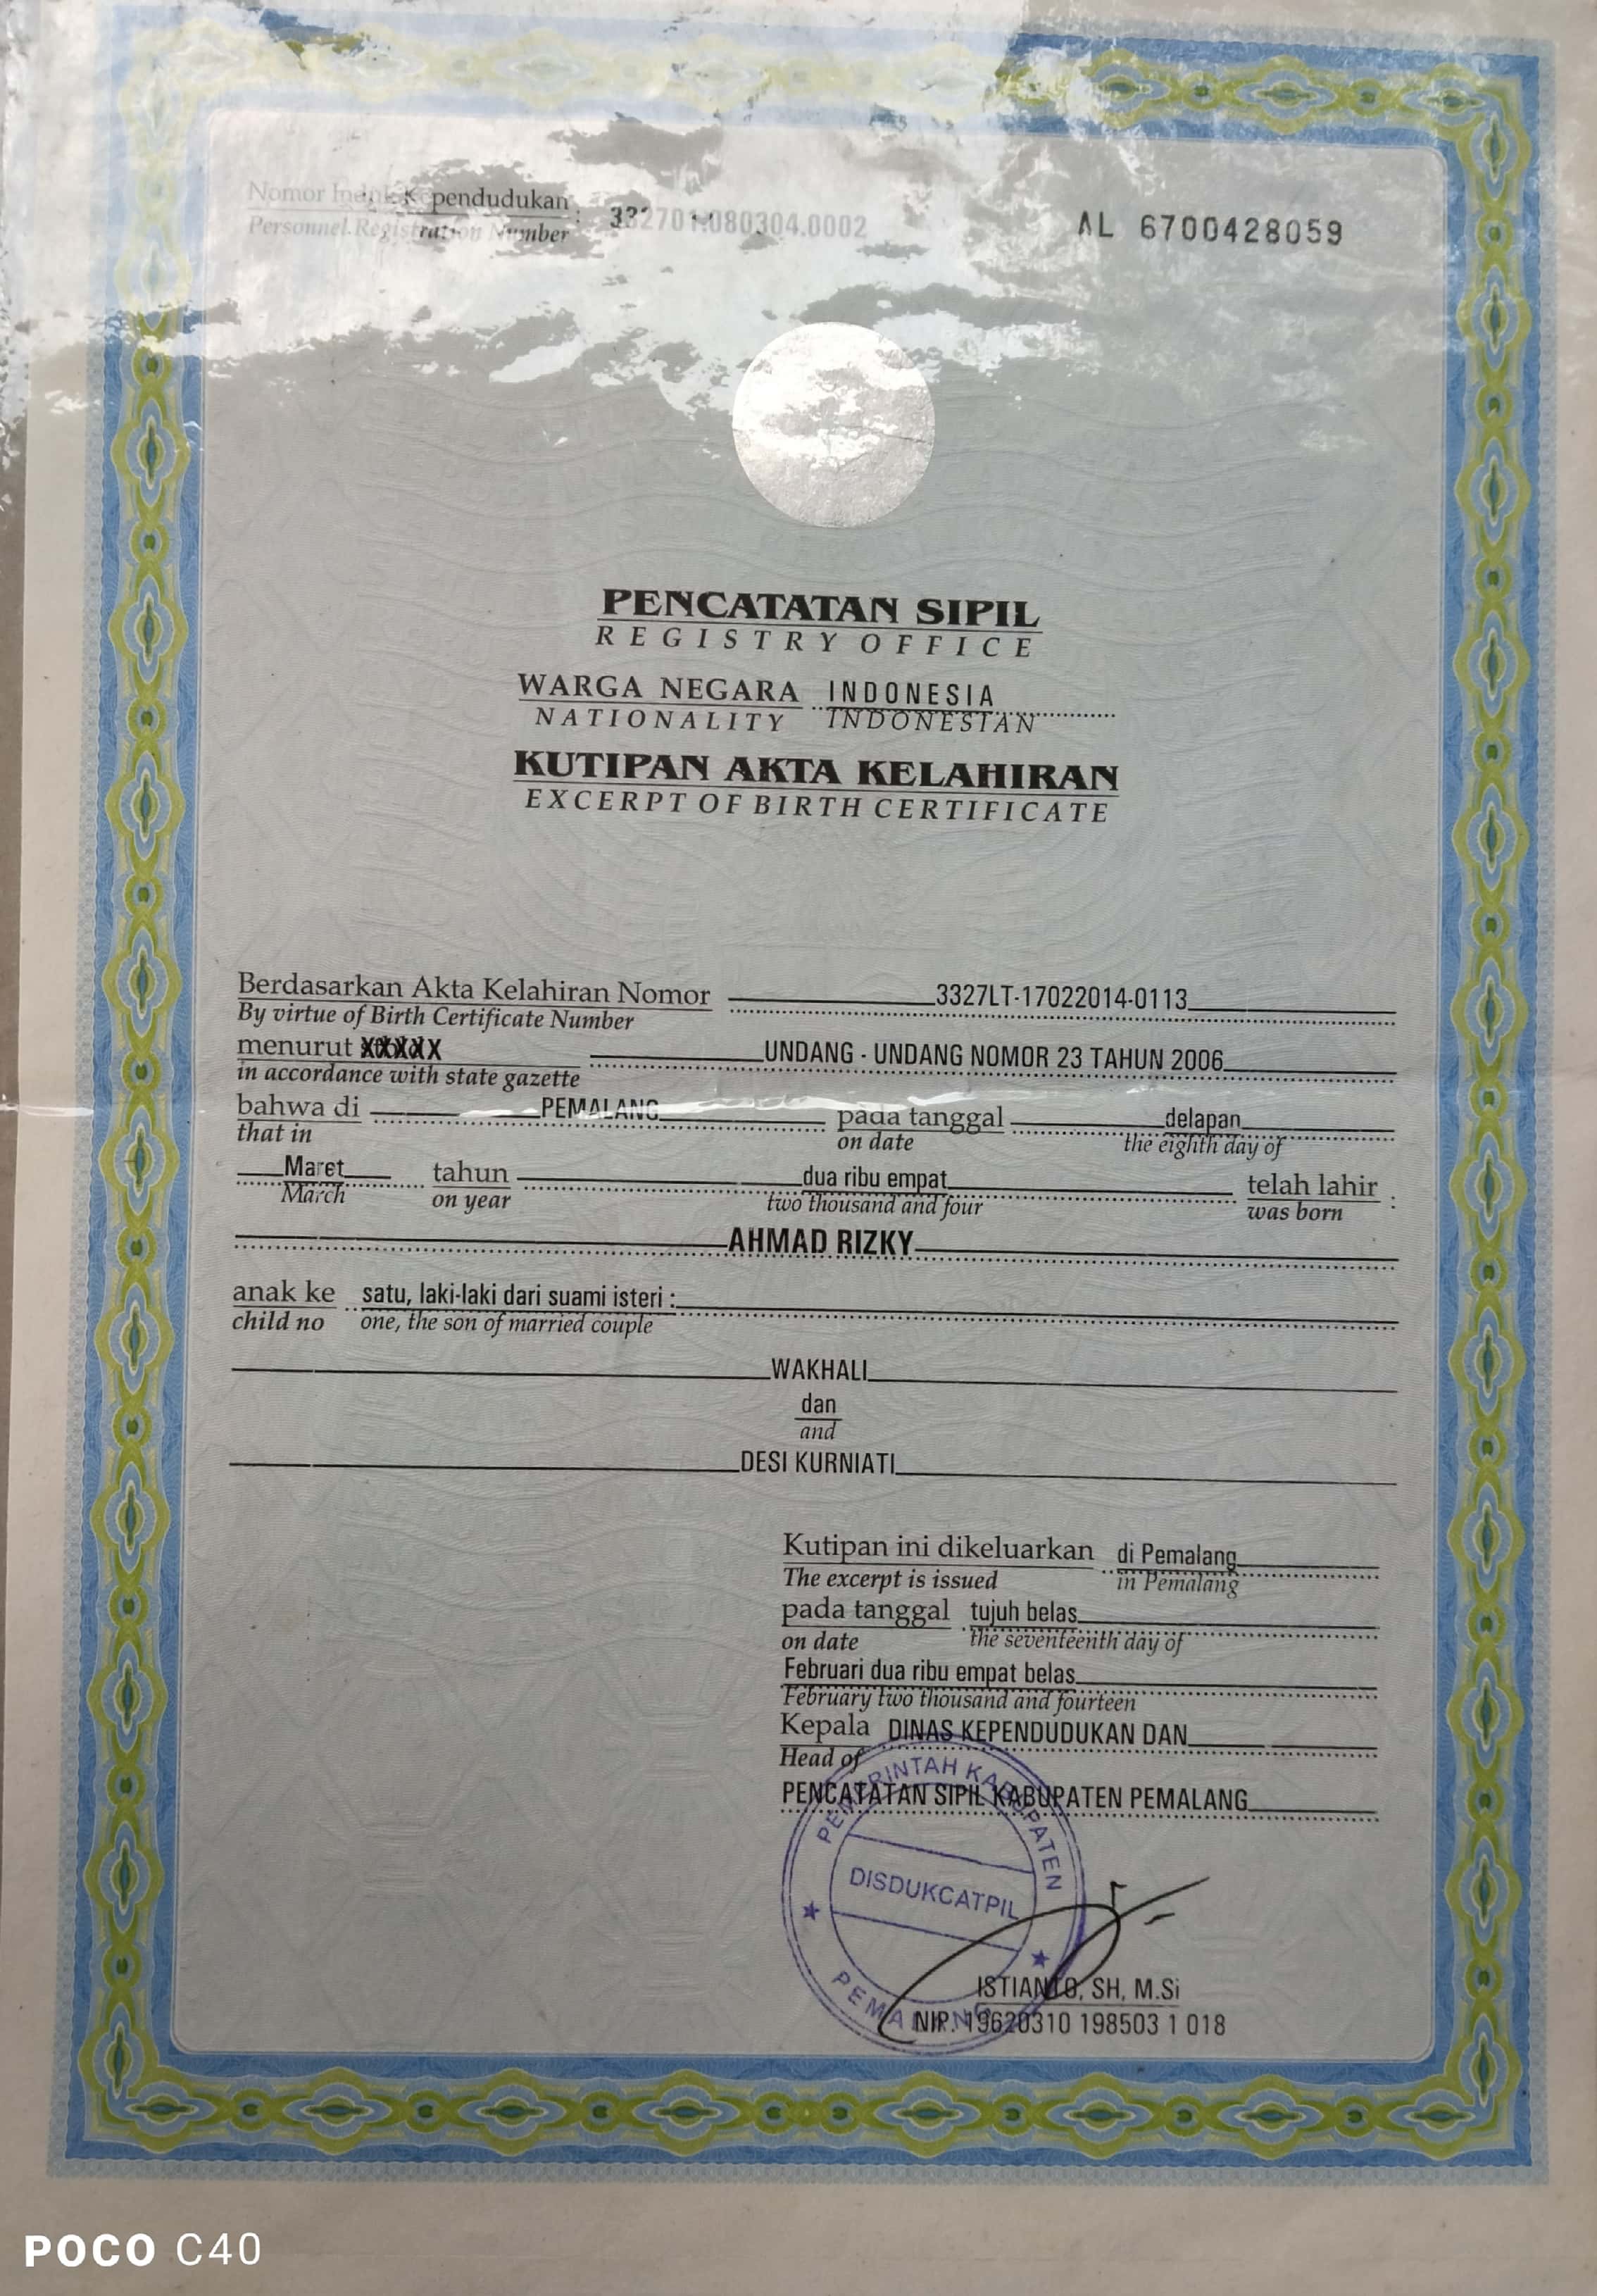 Nomor Induk Kependudukan :
Personnel Registration Number
AL 6700428059
PENCATATAN SIPIL
REGISTRY OFFICE
WARGA NEGARA INDONESIA
NATIONALITY INDONESIAN
KUTIPAN AKTA KELAHIRAN
EXCERPT OF BIRTH CERTIFICATE
Berdasarkan Akta Kelahiran Nomor 3327LT-17022014-0113
By virtue of Birth Certificate Number
menurut XXXXX UNDANG - UNDANG NOMOR 23 TAHUN 2006
in accordance with state gazette
bahwa di PEMALANG pada tanggal delapan
that in on date the eighth day of
Maret tahun dua ribu empat telah lahir :
March on year two thousand and four was born
AHMAD RIZKY
anak ke satu, laki-laki dari suami isteri :
child no one, the son of married couple
WAKHALI
dan
and
DESI KURNIATI
Kutipan ini dikeluarkan di Pemalang
The excerpt is issued in Pemalang
pada tanggal tujuh belas
on date the seventeenth day of
Februari dua ribu empat belas
February two thousand and fourteen
Kepala DINAS KEPENDUDUKAN DAN
Head of
PENCATATAN SIPIL KABUPATEN PEMALANG
PEMERINTAH KABUPATEN
DISDUKCATPIL
PEMALANG
ISTIANTO, SH, M.Si
NIP. 19620310 198503 1 018
POCO C40